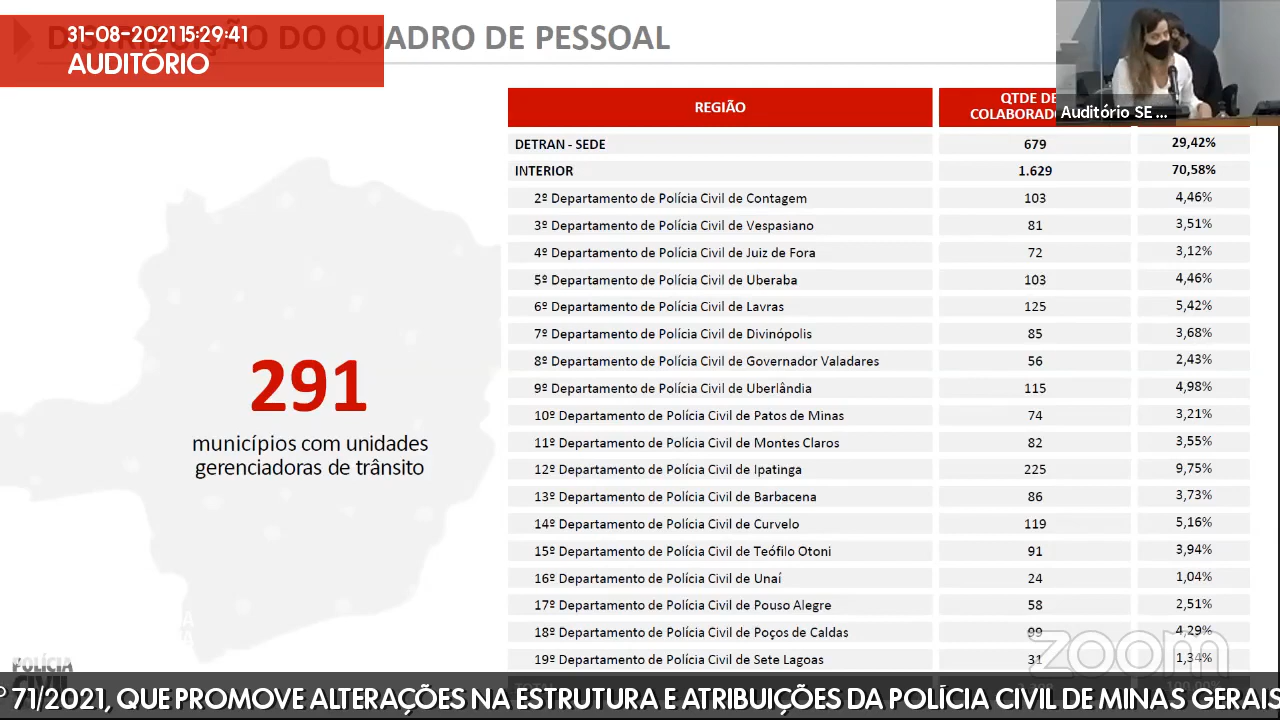 31-08-2021 15:29:41
AUDITÓRIO
DISTRIBUIÇÃO DO QUADRO DE PESSOAL
Auditório SE ...
REGIÃO QTDE DE
COLABORAD
DETRAN - SEDE 679 29,42%
INTERIOR 1.629 70,58%
2º Departamento de Polícia Civil de Contagem 103 4,46%
3º Departamento de Polícia Civil de Vespasiano 81 3,51%
4º Departamento de Polícia Civil de Juiz de Fora 72 3,12%
5º Departamento de Polícia Civil de Uberaba 103 4,46%
6º Departamento de Polícia Civil de Lavras 125 5,42%
7º Departamento de Polícia Civil de Divinópolis 85 3,68%
8º Departamento de Polícia Civil de Governador Valadares 56 2,43%
9º Departamento de Polícia Civil de Uberlândia 115 4,98%
10º Departamento de Polícia Civil de Patos de Minas 74 3,21%
11º Departamento de Polícia Civil de Montes Claros 82 3,55%
12º Departamento de Polícia Civil de Ipatinga 225 9,75%
13º Departamento de Polícia Civil de Barbacena 86 3,73%
14º Departamento de Polícia Civil de Curvelo 119 5,16%
15º Departamento de Polícia Civil de Teófilo Otoni 91 3,94%
16º Departamento de Polícia Civil de Unaí 24 1,04%
17º Departamento de Polícia Civil de Pouso Alegre 58 2,51%
18º Departamento de Polícia Civil de Poços de Caldas 99 4,29%
19º Departamento de Polícia Civil de Sete Lagoas 31 1,34%
291
municípios com unidades
gerenciadoras de trânsito
zoom
POLÍCIA
CIVIL
º 71/2021, QUE PROMOVE ALTERAÇÕES NA ESTRUTURA E ATRIBUIÇÕES DA POLÍCIA CIVIL DE MINAS GERAIS